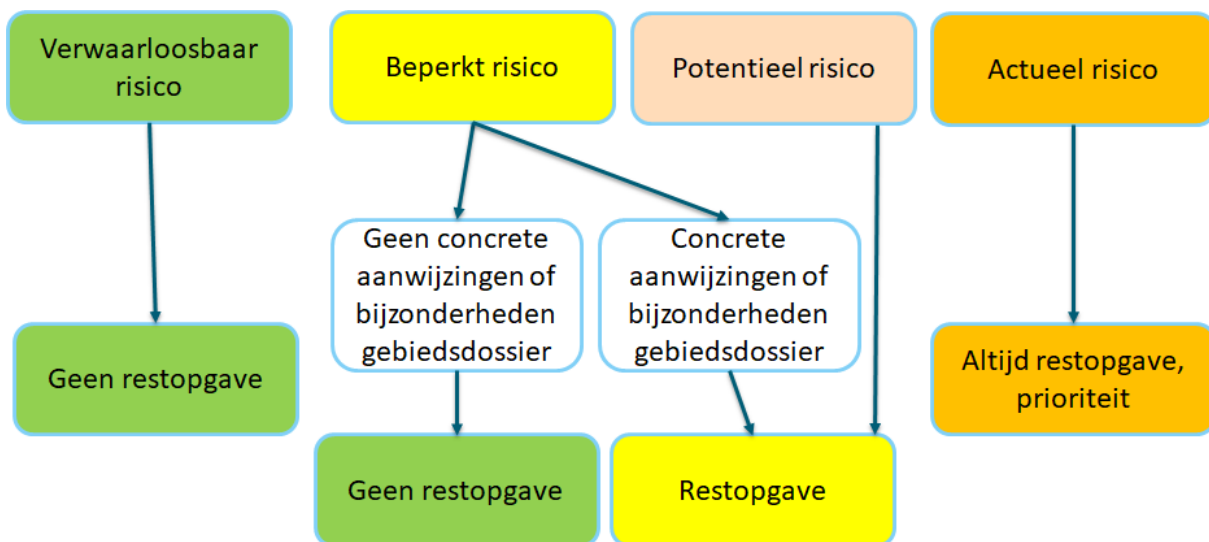 Verwaarloosbaar
risico
Beperkt risico
Potentieel risico
Actueel risico
Geen concrete
aanwijzingen of
bijzonderheden
gebiedsdossier
Concrete
aanwijzingen of
bijzonderheden
gebiedsdossier
Geen restopgave
Altijd restopgave,
prioriteit
Geen restopgave
Restopgave